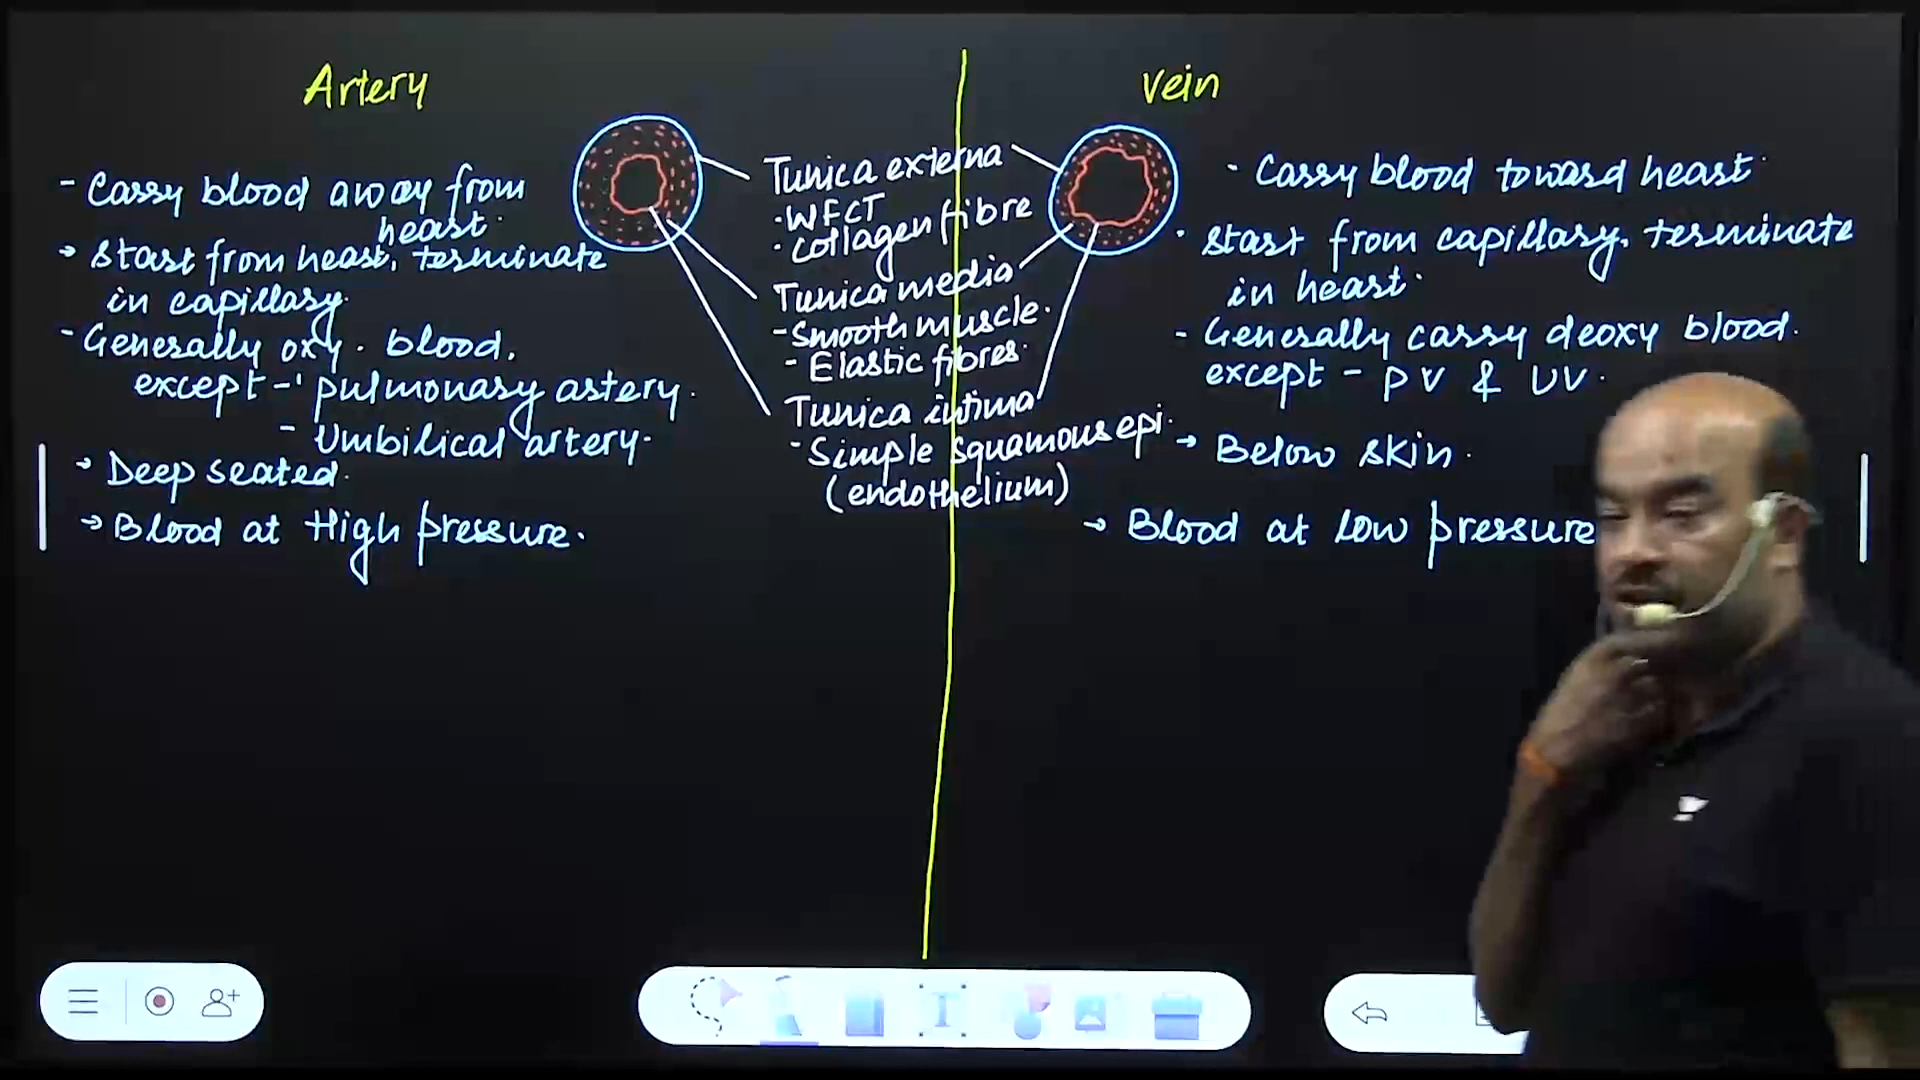 Artery
- Carry blood away from
heart.
→ Start from heart, terminate
in capillary.
- Generally oxy. blood.
except - ' pulmonary artery.
- Umbilical artery.
→ Deep seated.
→ Blood at High pressure.
Tunica externa
· WFCT
· Collagen fibre
Tunica media
- Smooth muscle.
- Elastic fibres.
Tunica intima
- Simple squamous epi.
(endothelium)
Vein
- Carry blood toward heart.
· Start from capillary. terminate
in heart.
- Generally carry deoxy blood.
except - PV & UV.
→ Below skin.
→ Blood at low pressure
T